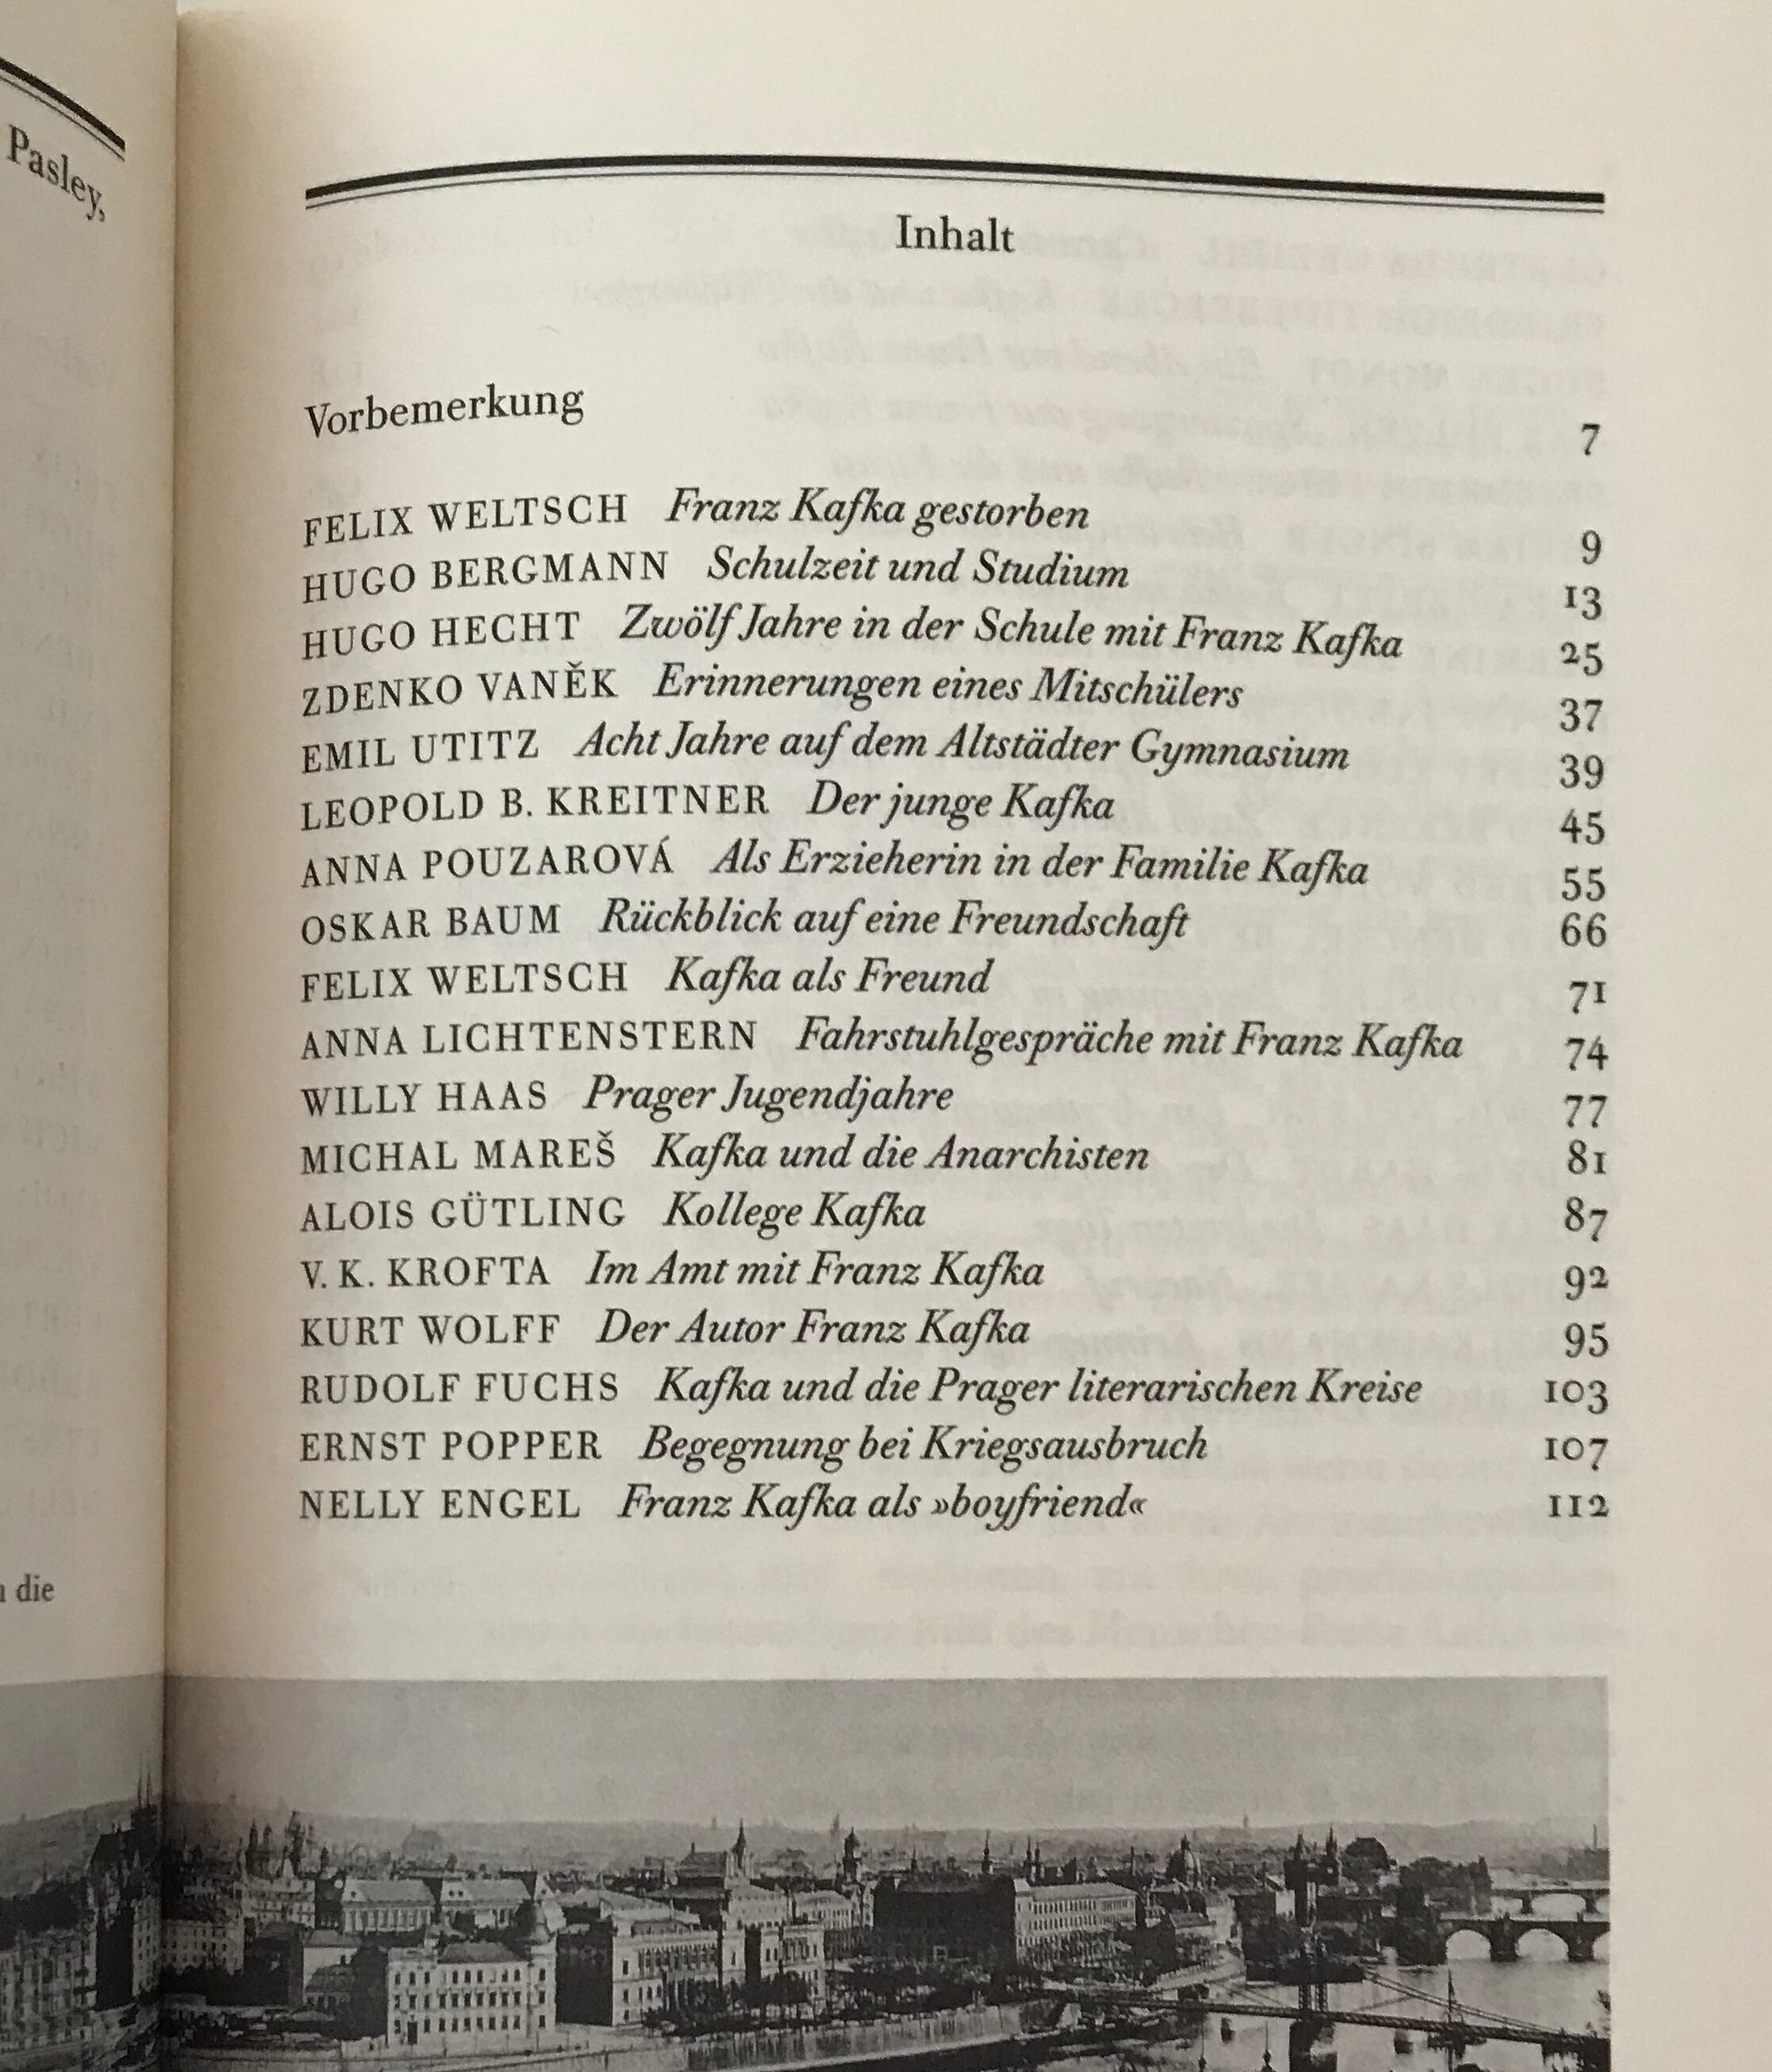 Pasley,
Inhalt
Vorbemerkung 7
FELIX WELTSCH Franz Kafka gestorben 9
HUGO BERGMANN Schulzeit und Studium 13
HUGO HECHT Zwölf Jahre in der Schule mit Franz Kafka 25
ZDENKO VANĚK Erinnerungen eines Mitschülers 37
EMIL UTITZ Acht Jahre auf dem Altstädter Gymnasium 39
LEOPOLD B. KREITNER Der junge Kafka 45
ANNA POUZAROVÁ Als Erzieherin in der Familie Kafka 55
OSKAR BAUM Rückblick auf eine Freundschaft 66
FELIX WELTSCH Kafka als Freund 71
ANNA LICHTENSTERN Fahrstuhlgespräche mit Franz Kafka 74
WILLY HAAS Prager Jugendjahre 77
MICHAL MAREŠ Kafka und die Anarchisten 81
ALOIS GÜTLING Kollege Kafka 87
V. K. KROFTA Im Amt mit Franz Kafka 92
KURT WOLFF Der Autor Franz Kafka 95
RUDOLF FUCHS Kafka und die Prager literarischen Kreise 103
ERNST POPPER Begegnung bei Kriegsausbruch 107
NELLY ENGEL Franz Kafka als »boyfriend« 112
die